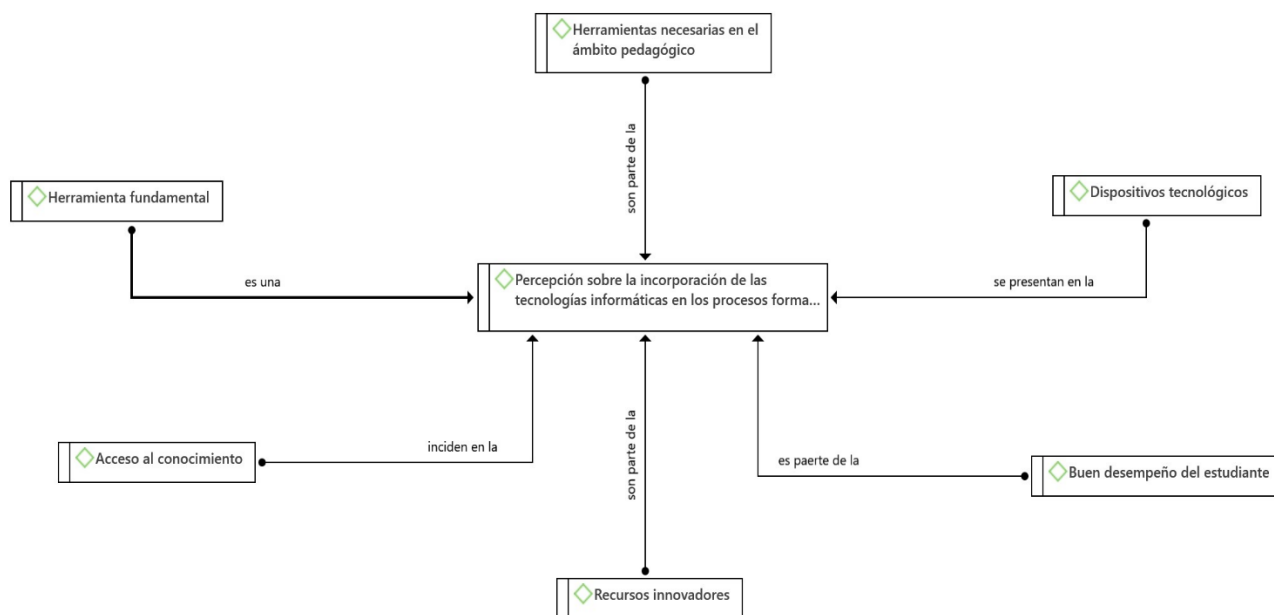 Herramientas necesarias en el
ámbito pedagógico
son parte de la
Herramienta fundamental
Dispositivos tecnológicos
es una
Percepción sobre la incorporación de las
tecnologías informáticas en los procesos forma...
se presentan en la
Acceso al conocimiento
inciden en la
son parte de la
es paerte de la
Buen desempeño del estudiante
Recursos innovadores